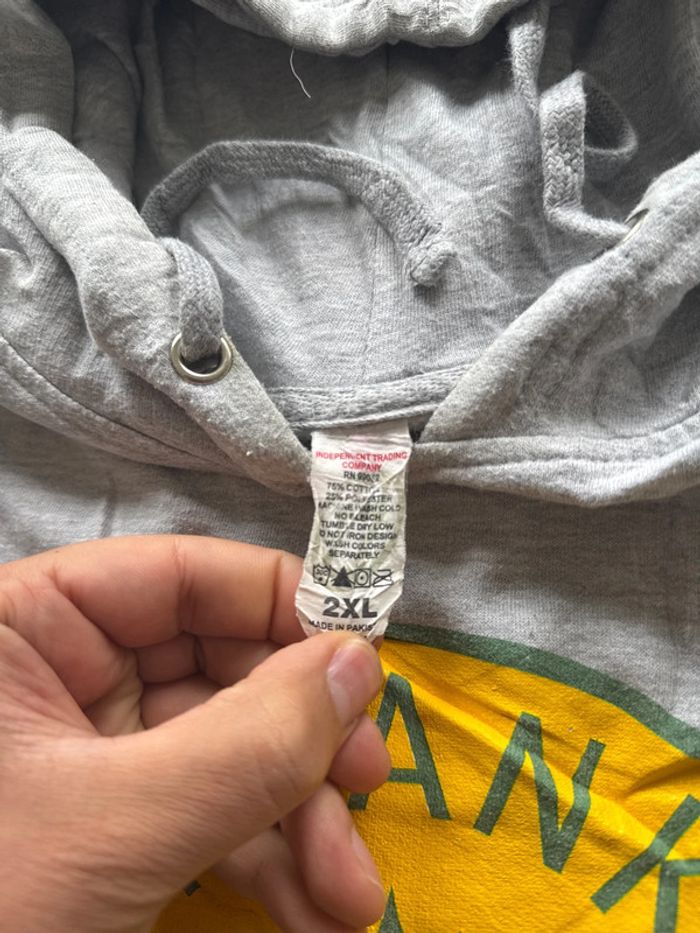 INDEPENDENT TRADING
COMPANY
RN
75% COTTON
25% POLYESTER
MACHINE WASH COLD
NO BLEACH
TUMBLE DRY LOW
DO NOT IRON DESIGN
WASH COLORS
SEPARATELY
2XL
MADE IN PAKIS
ANK